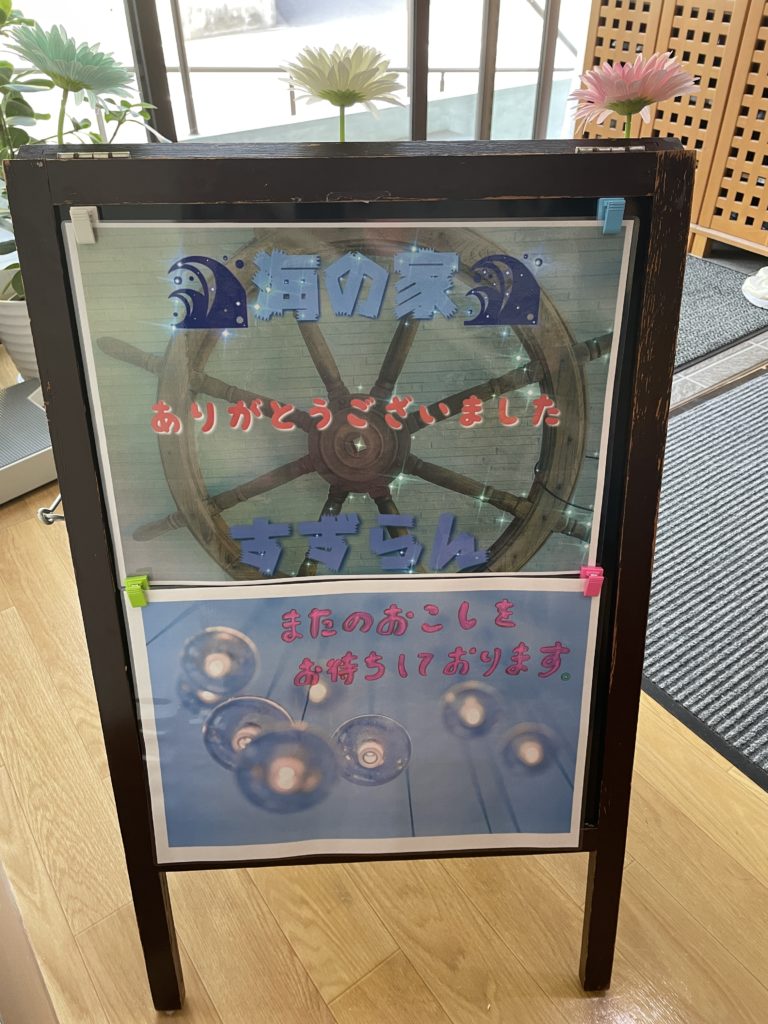 海の家
ありがとうございました
すずらん
またのおこしを
お待ちしております。